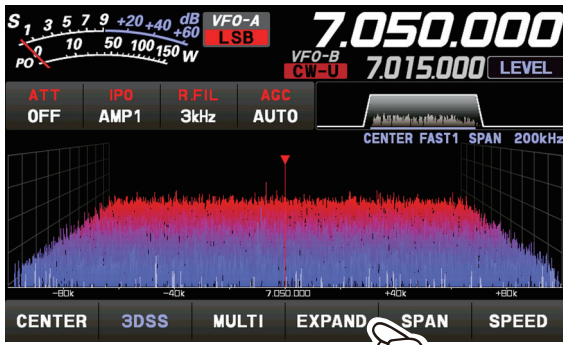 S 1 3 5 7 9 +20 +40 +60 dB
PO 0 10 50 100 150 W
VFO-A
LSB
7.050.000
VFO-B
CW-U
7.015.000
LEVEL
ATT IPO R.FIL AGC
OFF AMP1 3kHz AUTO
CENTER FAST1 SPAN 200kHz
-80k -40k 7.050.000 +40k +80k
CENTER 3DSS MULTI EXPAND SPAN SPEED